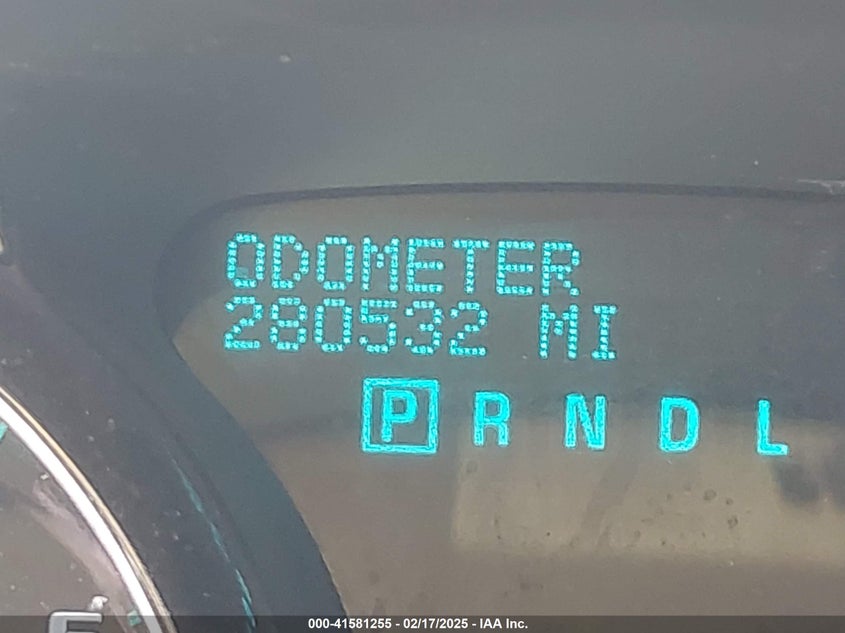 ODOMETER
280532 MI
P R N D L
E
000-41581255 - 02/17/2025 - IAA Inc.